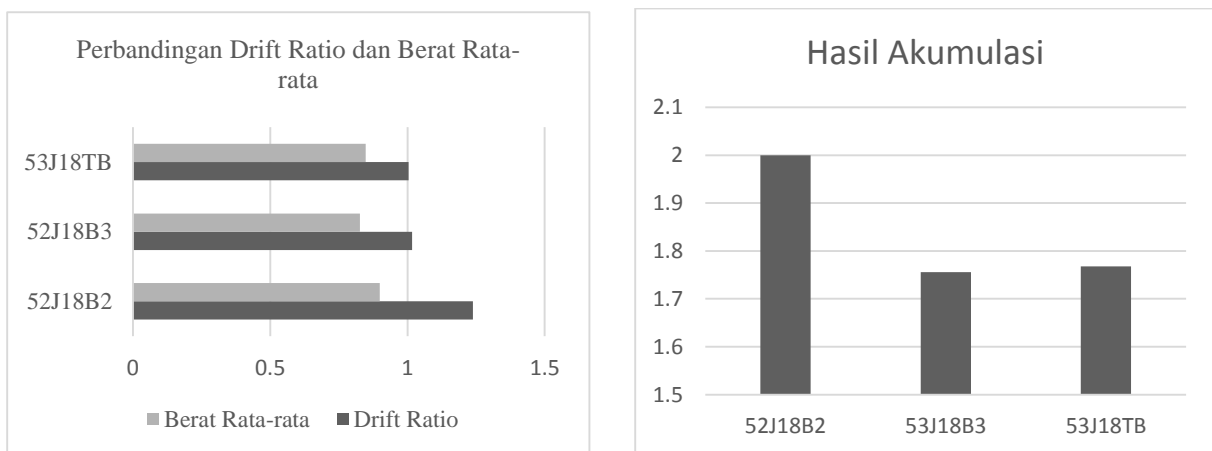 Perbandingan Drift Ratio dan Berat Rata-
rata
53J18TB
52J18B3
52J18B2
0 0.5 1 1.5
Berat Rata-rata Drift Ratio
Hasil Akumulasi
2.1
2
1.9
1.8
1.7
1.6
1.5
52J18B2 53J18B3 53J18TB